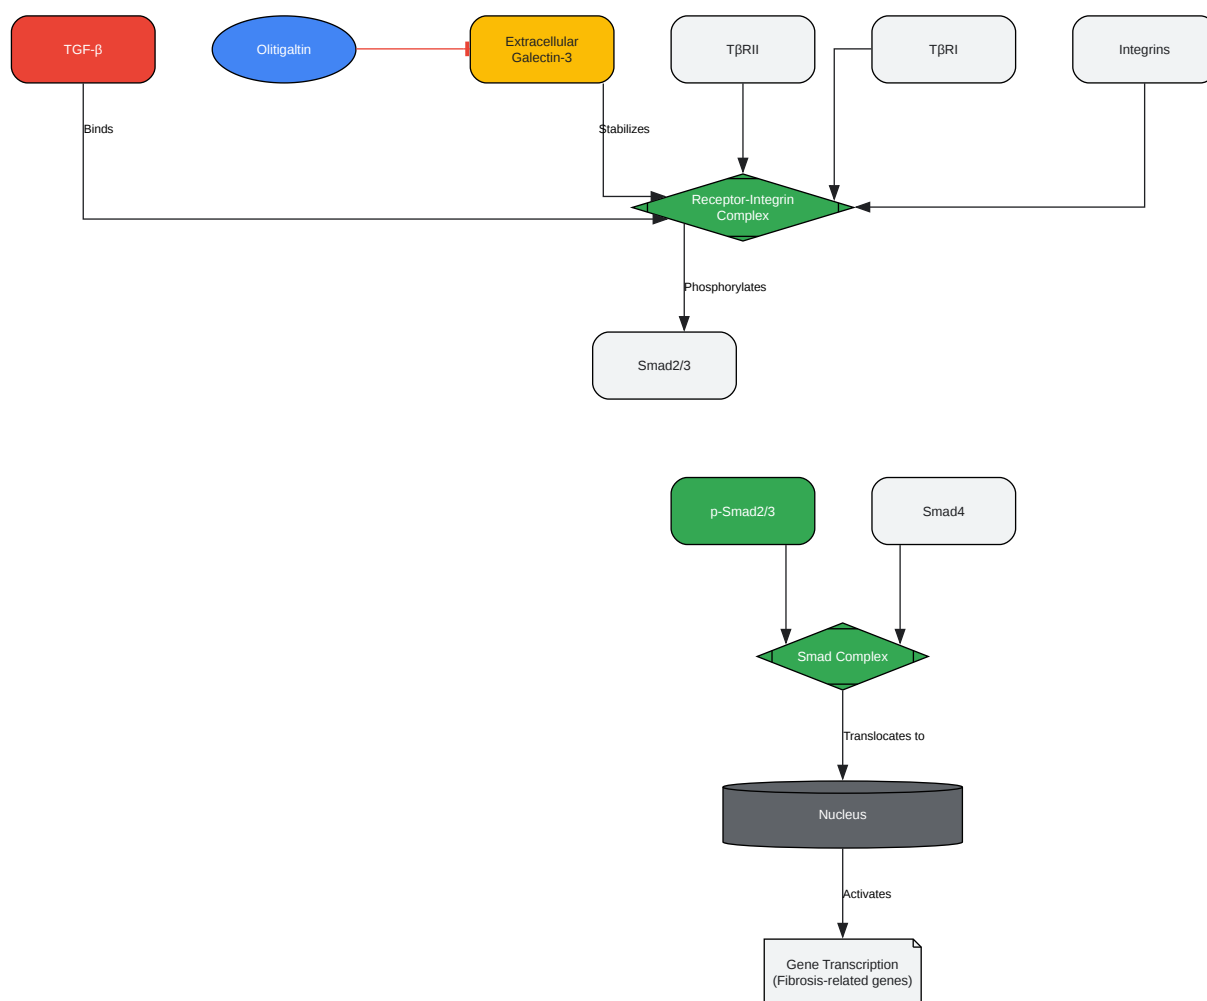 TGF-β
Olitigaltin
Extracellular
Galectin-3
TβRII
TβRI
Integrins
Binds
Stabilizes
Receptor-Integrin
Complex
Phosphorylates
Smad2/3
p-Smad2/3
Smad4
Smad Complex
Translocates to
Nucleus
Activates
Gene Transcription
(Fibrosis-related genes)